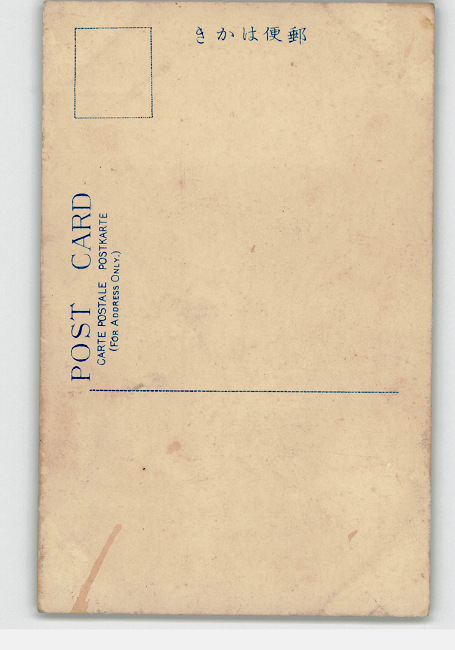 郵便はかき
POST CARD
CARTE POSTALE POSTKARTE
(FOR ADDRESS ONLY.)